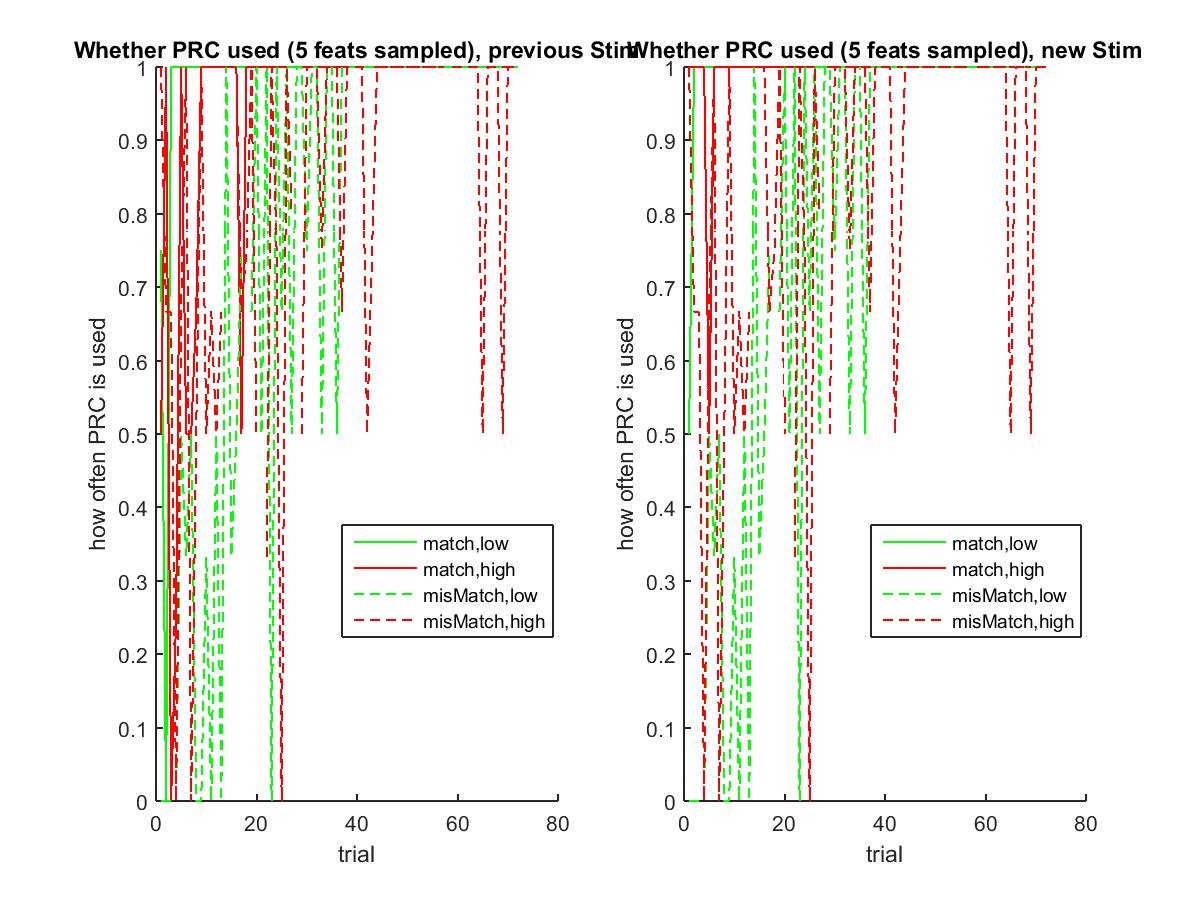 Whether PRC used (5 feats sampled), previous Stim
1
0.9
0.8
0.7
0.6
0.5
0.4
0.3
0.2
0.1
0
how often PRC is used
match,low
match,high
misMatch,low
misMatch,high
0 20 40 60 80
trial
Whether PRC used (5 feats sampled), new Stim
1
0.9
0.8
0.7
0.6
0.5
0.4
0.3
0.2
0.1
0
how often PRC is used
match,low
match,high
misMatch,low
misMatch,high
0 20 40 60 80
trial